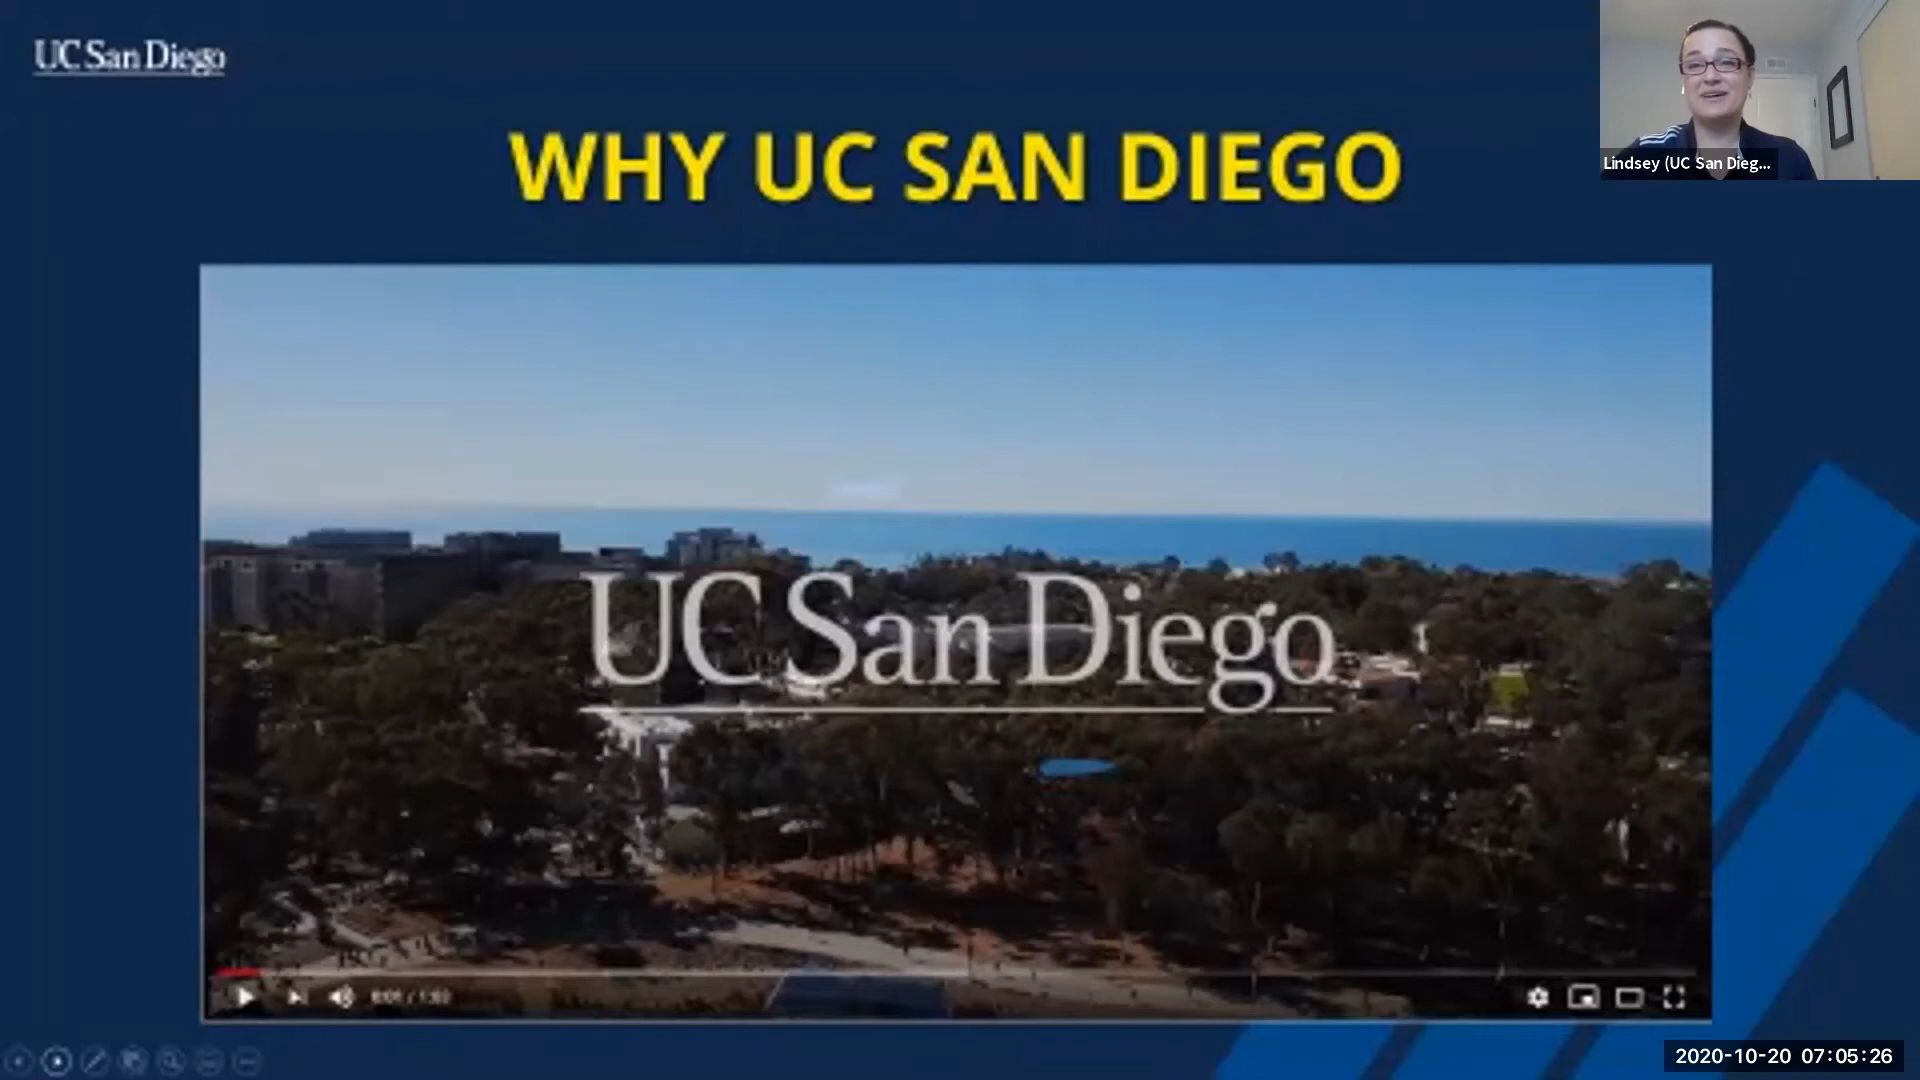 UC San Diego
WHY UC SAN DIEGO
Lindsey (UC San Dieg...
UC San Diego
2020-10-20 07:05:26